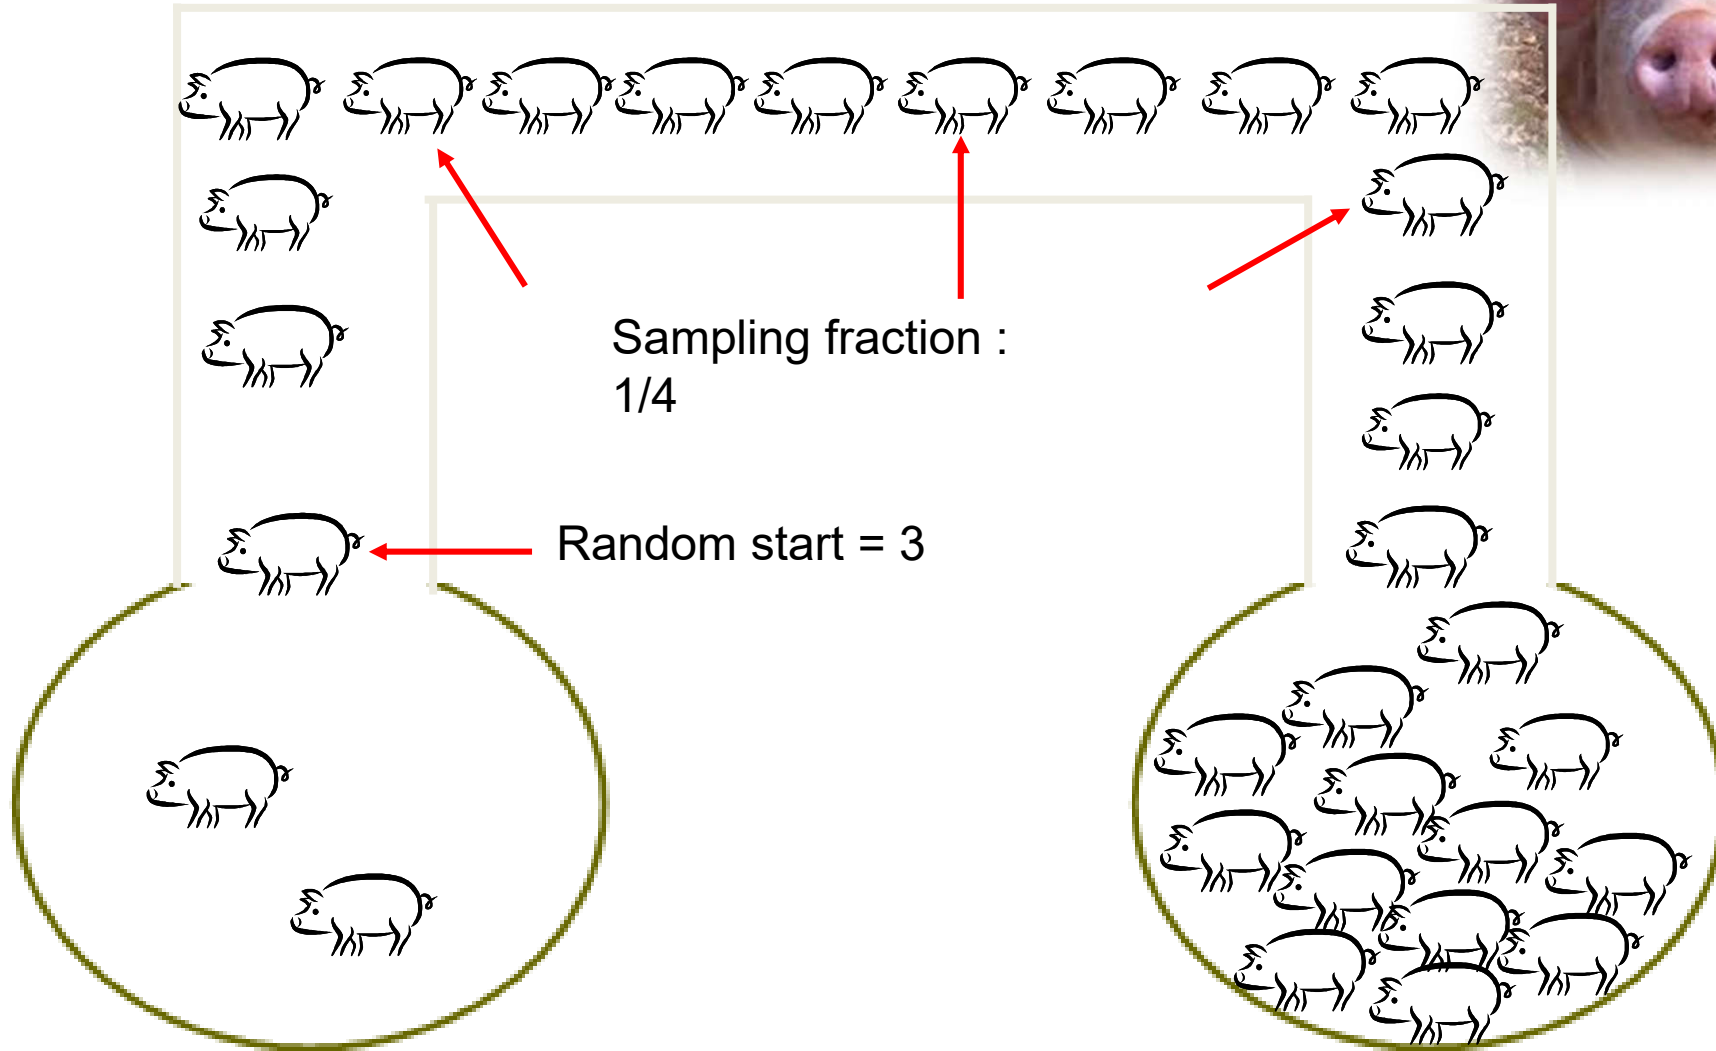 Sampling fraction :
1/4
Random start = 3